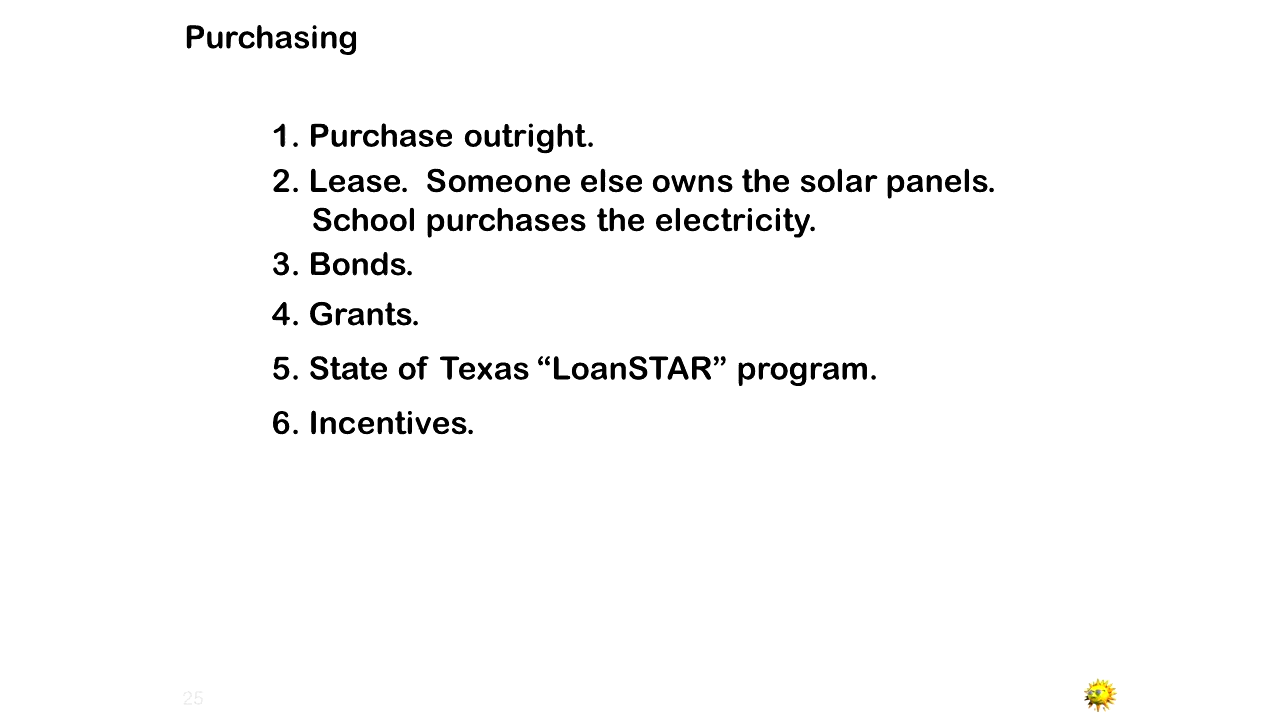 Purchasing
1. Purchase outright.
2. Lease.  Someone else owns the solar panels.
School purchases the electricity.
3. Bonds.
4. Grants.
5. State of Texas “LoanSTAR” program.
6. Incentives.
25